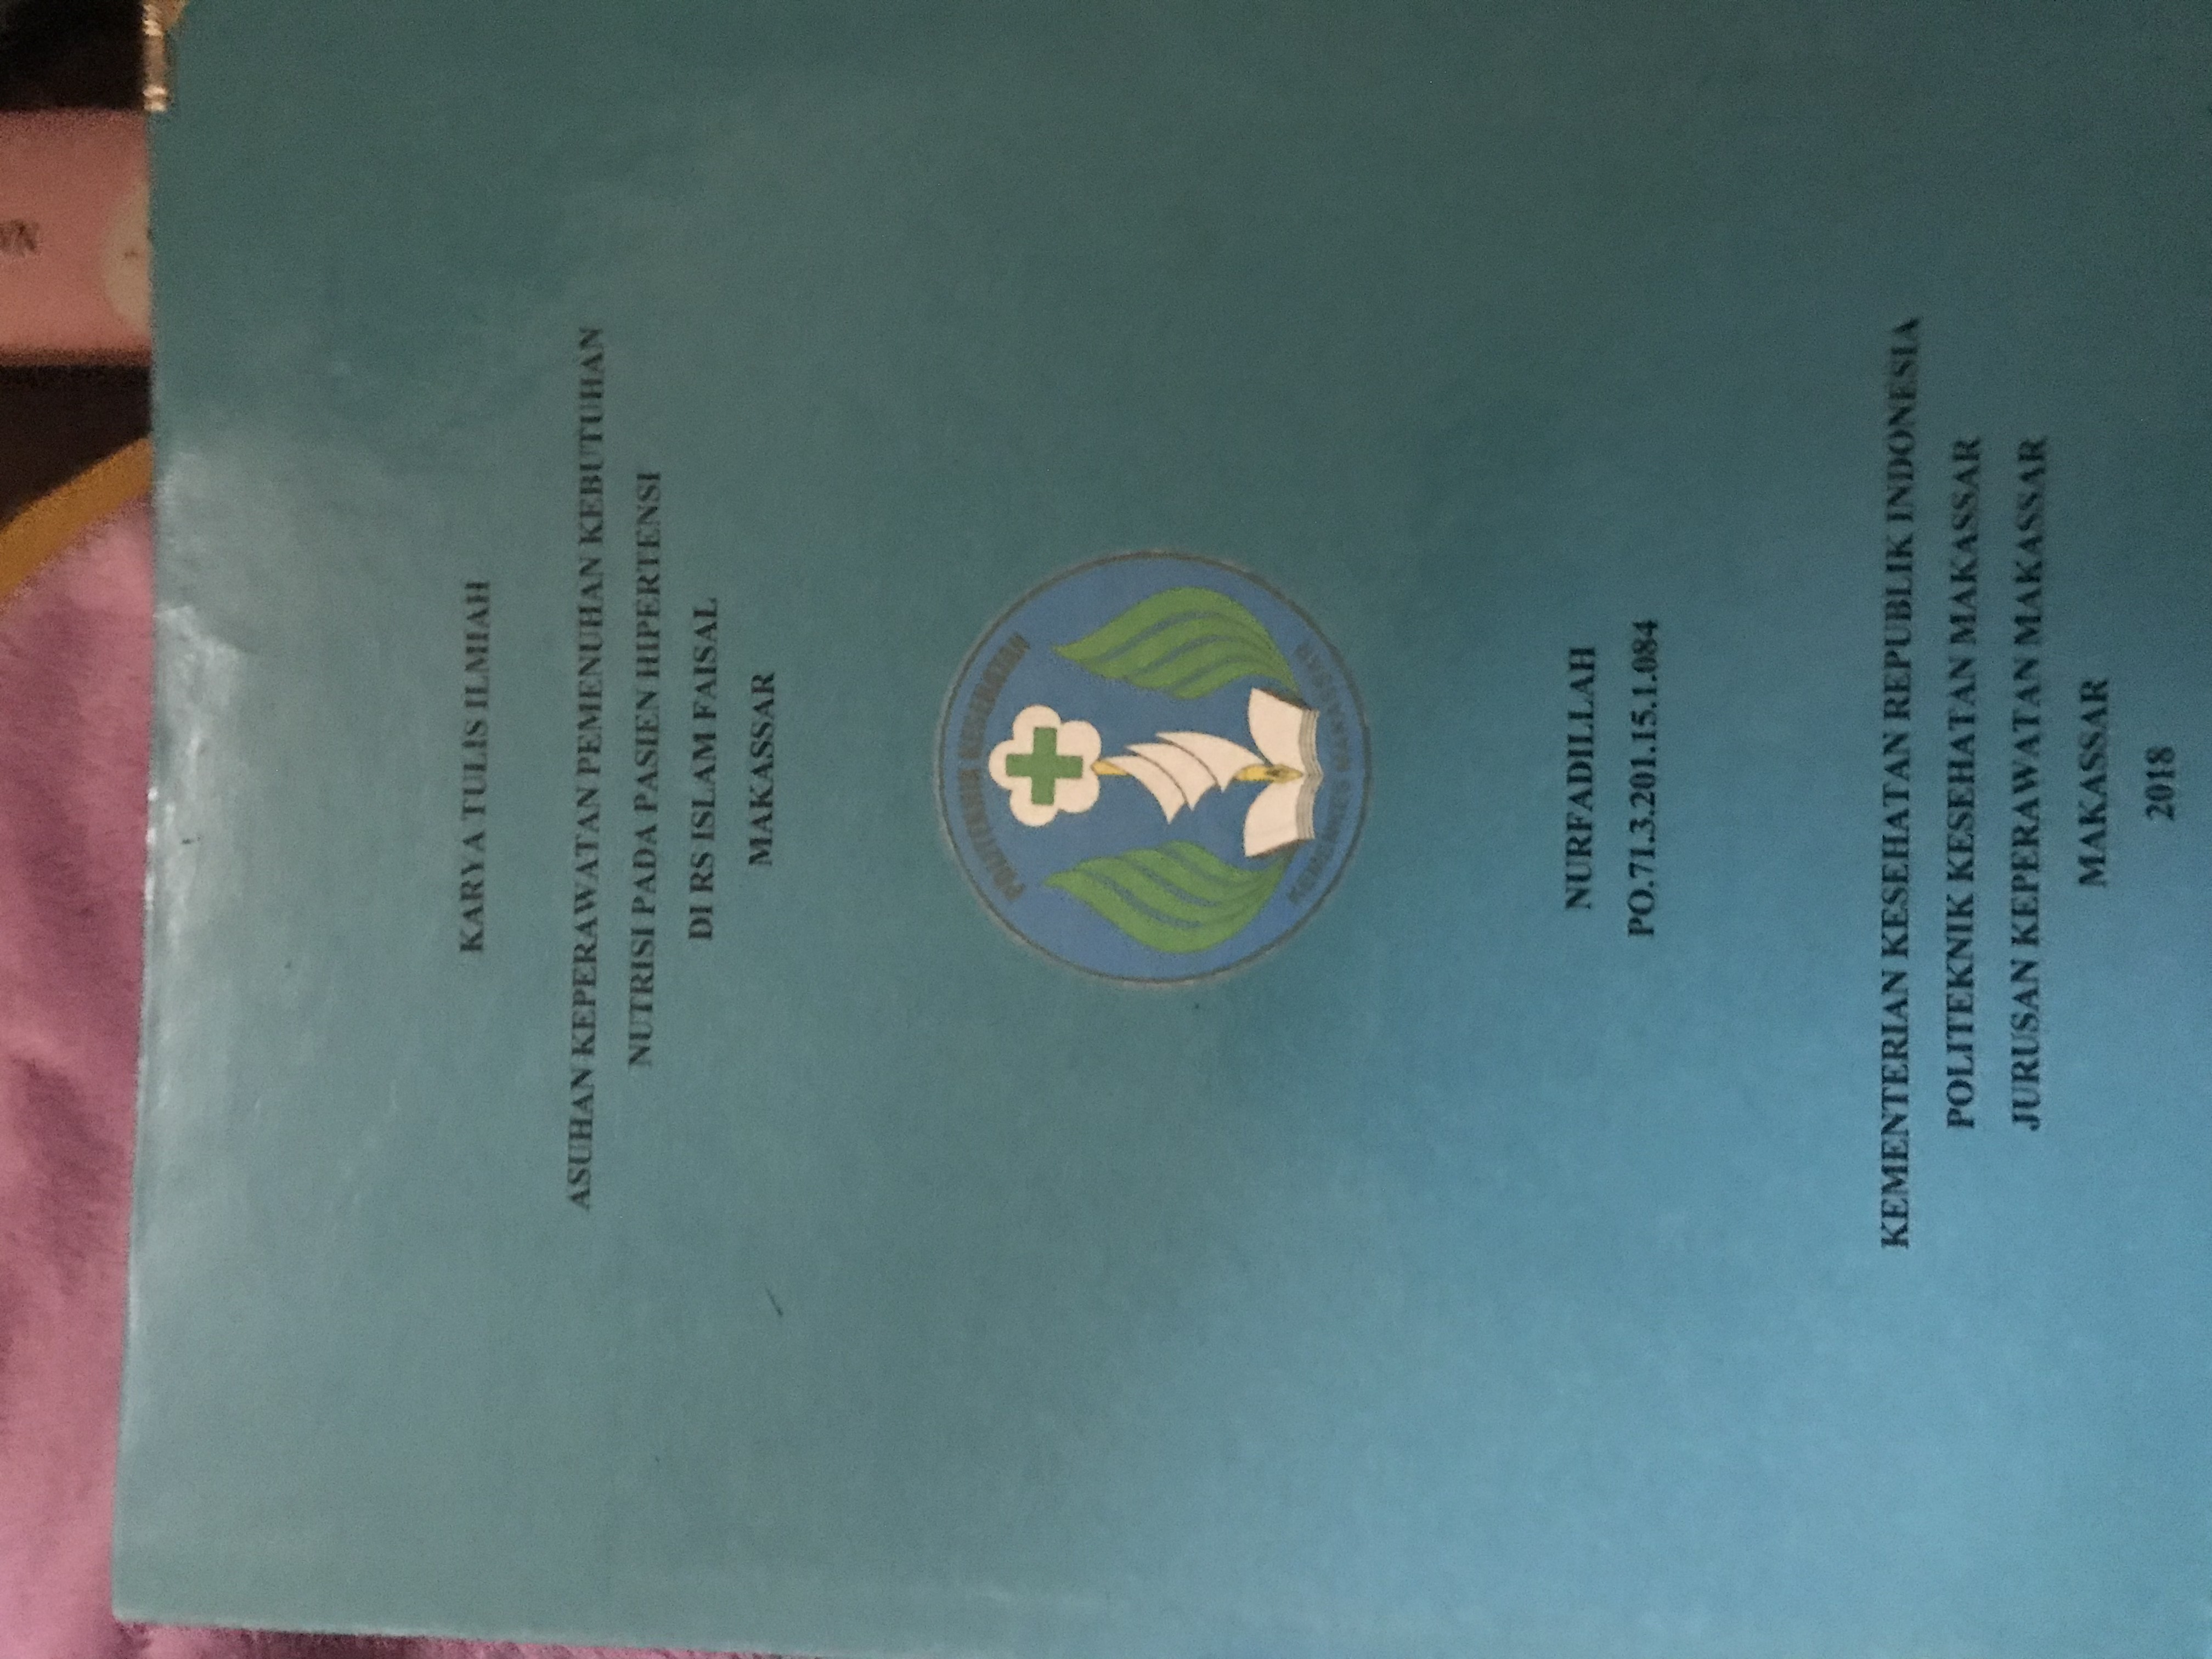 KARYA TULIS ILMIAH
ASUHAN KEPERAWATAN PEMENUHAN KEBUTUHAN
NUTRISI PADA PASIEN HIPERTENSI
DI RS ISLAM FAISAL
MAKASSAR
POLITEKNIK KESEHATAN
KEMENKES MAKASSAR
NURFADILLAH
PO.71.3.201.15.1.084
KEMENTERIAN KESEHATAN REPUBLIK INDONESIA
POLITEKNIK KESEHATAN MAKASSAR
JURUSAN KEPERAWATAN MAKASSAR
MAKASSAR
2018